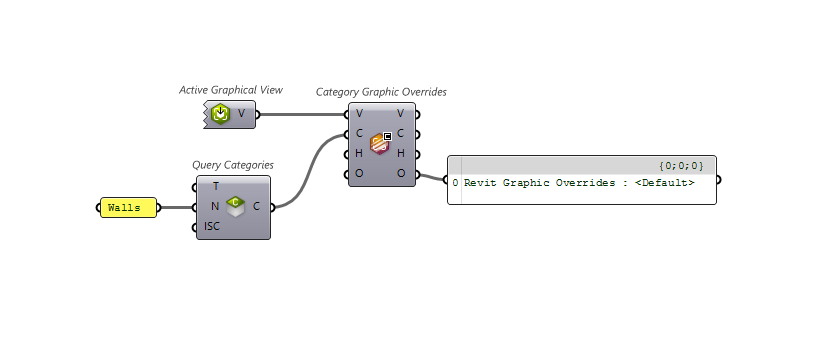 Active Graphical View
Category Graphic Overrides
V
V
V
C
C
H
H
O
O
Query Categories
T
N
C
ISC
Walls
{0;0;0}
0 Revit Graphic Overrides : <Default>